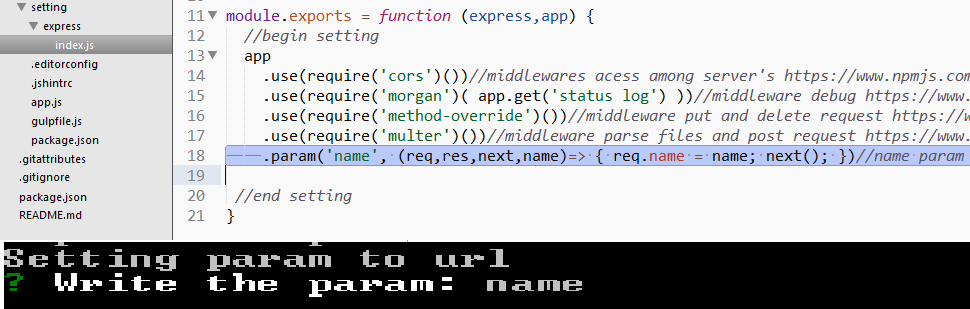 setting
express
index.js
.editorconfig
.jshintrc
app.js
gulpfile.js
package.json
.gitattributes
.gitignore
package.json
README.md
11 module.exports = function (express,app) {
12 //begin setting
13 app
14 .use(require('cors')())//middlewares acess among server's https://www.npmjs.com
15 .use(require('morgan')( app.get('status log') ))//middleware debug https://www.
16 .use(require('method-override')())//middleware put and delete request https://w
17 .use(require('multer')())//middleware parse files and post request https://www.
18 .param('name', (req,res,next,name)=> { req.name = name; next(); })//name param
19
20 //end setting
21 }
Setting param to url
? Write the param: name